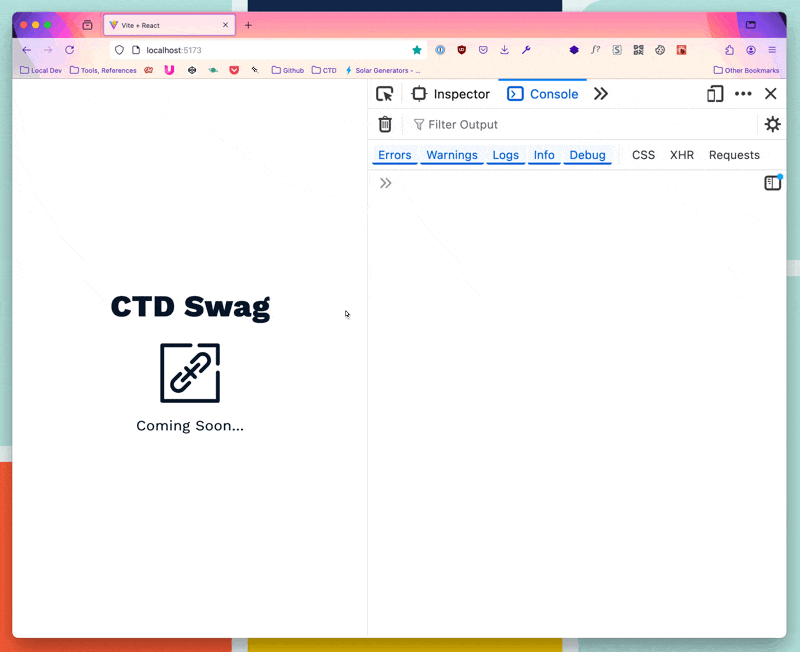 Vite + React
localhost:5173
Local Dev
Tools, References
Github
CTD
Solar Generators - ...
Other Bookmarks
Inspector
Console
Filter Output
Errors
Warnings
Logs
Info
Debug
CSS
XHR
Requests
CTD Swag
Coming Soon...